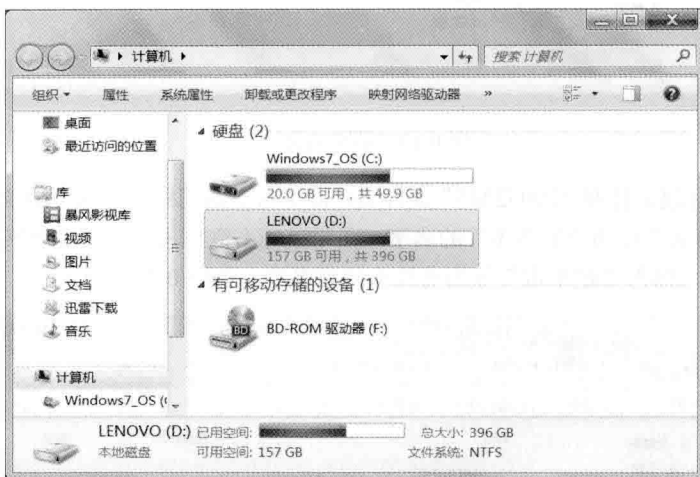 计算机
搜索 计算机
组织 属性 系统属性 卸载或更改程序 映射网络驱动器 »
桌面
最近访问的位置
库
暴风影视库
视频
图片
文档
迅雷下载
音乐
计算机
Windows7_OS (
硬盘 (2)
Windows7_OS (C:)
20.0 GB 可用，共 49.9 GB
LENOVO (D:)
157 GB 可用，共 396 GB
有可移动存储的设备 (1)
BD
BD-ROM 驱动器 (F:)
LENOVO (D:) 已用空间: 总大小: 396 GB
本地磁盘 可用空间: 157 GB 文件系统: NTFS